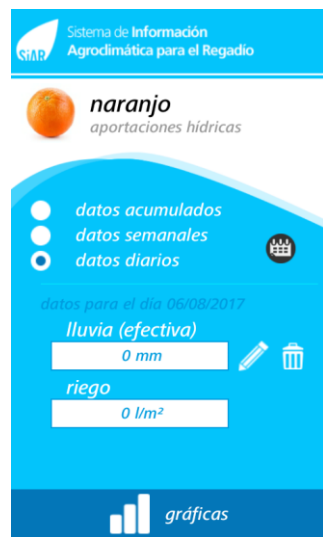 SiAR
Sistema de Información
Agroclimática para el Regadío
naranjo
aportaciones hídricas
datos acumulados
datos semanales
datos diarios
datos para el día 06/08/2017
lluvia (efectiva)
0 mm
riego
0 l/m²
gráficas